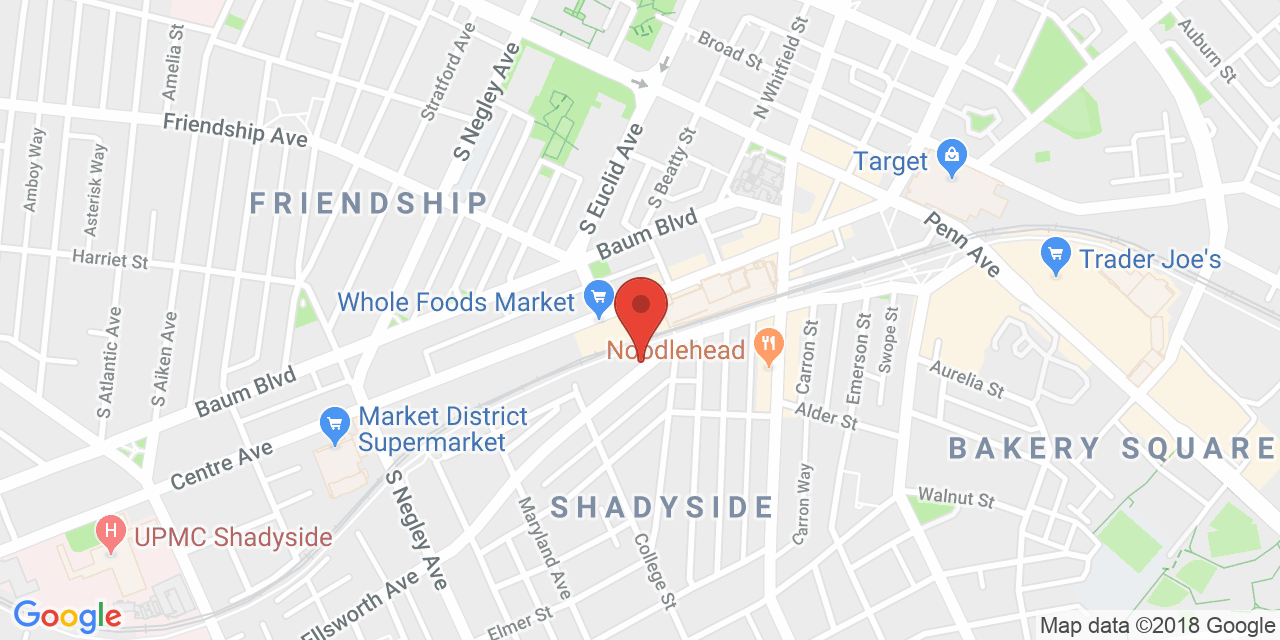 Broad St
Auburn St
Amelia St
Stratford Ave
S Negley Ave
N Whitfield St
Friendship Ave
S Euclid Ave
S Beatty St
Target
Amboy Way
Asterisk Way
FRIENDSHIP
Baum Blvd
Penn Ave
Harriet St
Trader Joe's
Whole Foods Market
S Atlantic Ave
S Aiken Ave
Noodlehead
Carron St
Emerson St
Swope St
Baum Blvd
Aurelia St
Market District
Supermarket
Alder St
Centre Ave
BAKERY SQUARE
S Negley Ave
SHADYSIDE
Carron Way
Walnut St
UPMC Shadyside
H
Maryland Ave
College St
Ellsworth Ave
Elmer St
Google
Map data ©2018 Google